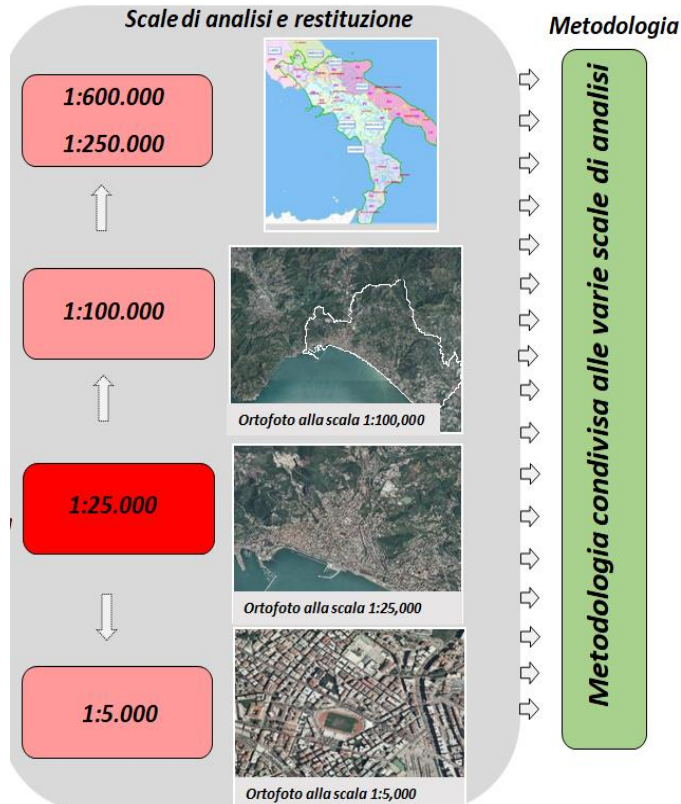 Scale di analisi e restituzione
Metodologia
1:600.000
1:250.000
1:100.000
Ortofoto alla scala 1:100,000
1:25.000
Ortofoto alla scala 1:25,000
1:5.000
Ortofoto alla scala 1:5,000
Metodologia condivisa alle varie scale di analisi